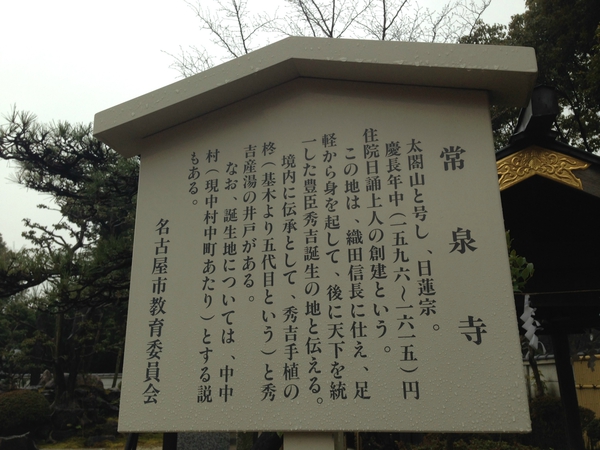 常泉寺
太閤山と号し、日蓮宗。
慶長年中(一五九六〜一六一五)円
住院日誦上人の創建という。
この地は、織田信長に仕え、足
軽から身を起して、後に天下を統
一した豊臣秀吉誕生の地と伝える。
境内に伝承として、秀吉手植の
柊(基木より五代目という)と秀
吉産湯の井戸がある。
なお、誕生地については、中中
村(現中村中町あたり)とする説
もある。
名古屋市教育委員会